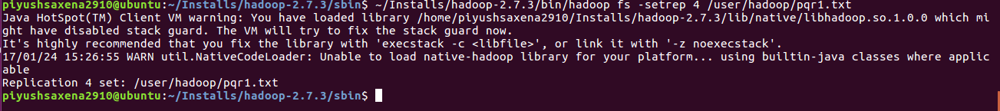 piyushsaxena2910@ubuntu:~/Installs/hadoop-2.7.3/sbin$ ~/Installs/hadoop-2.7.3/bin/hadoop fs -setrep 4 /user/hadoop/pqr1.txt
Java HotSpot(TM) Client VM warning: You have loaded library /home/piyushsaxena2910/Installs/hadoop-2.7.3/lib/native/libhadoop.so.1.0.0 which mi
ght have disabled stack guard. The VM will try to fix the stack guard now.
It's highly recommended that you fix the library with 'execstack -c <libfile>', or link it with '-z noexecstack'.
17/01/24 15:26:55 WARN util.NativeCodeLoader: Unable to load native-hadoop library for your platform... using builtin-java classes where applic
able
Replication 4 set: /user/hadoop/pqr1.txt
piyushsaxena2910@ubuntu:~/Installs/hadoop-2.7.3/sbin$